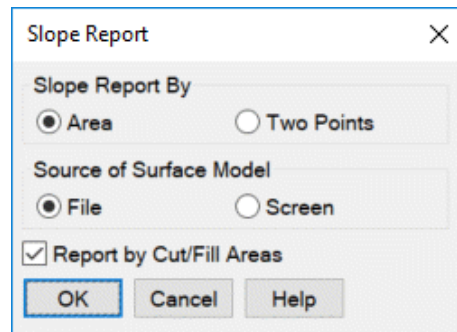 Slope Report
Slope Report By
Area Two Points
Source of Surface Model
File Screen
Report by Cut/Fill Areas
OK Cancel Help